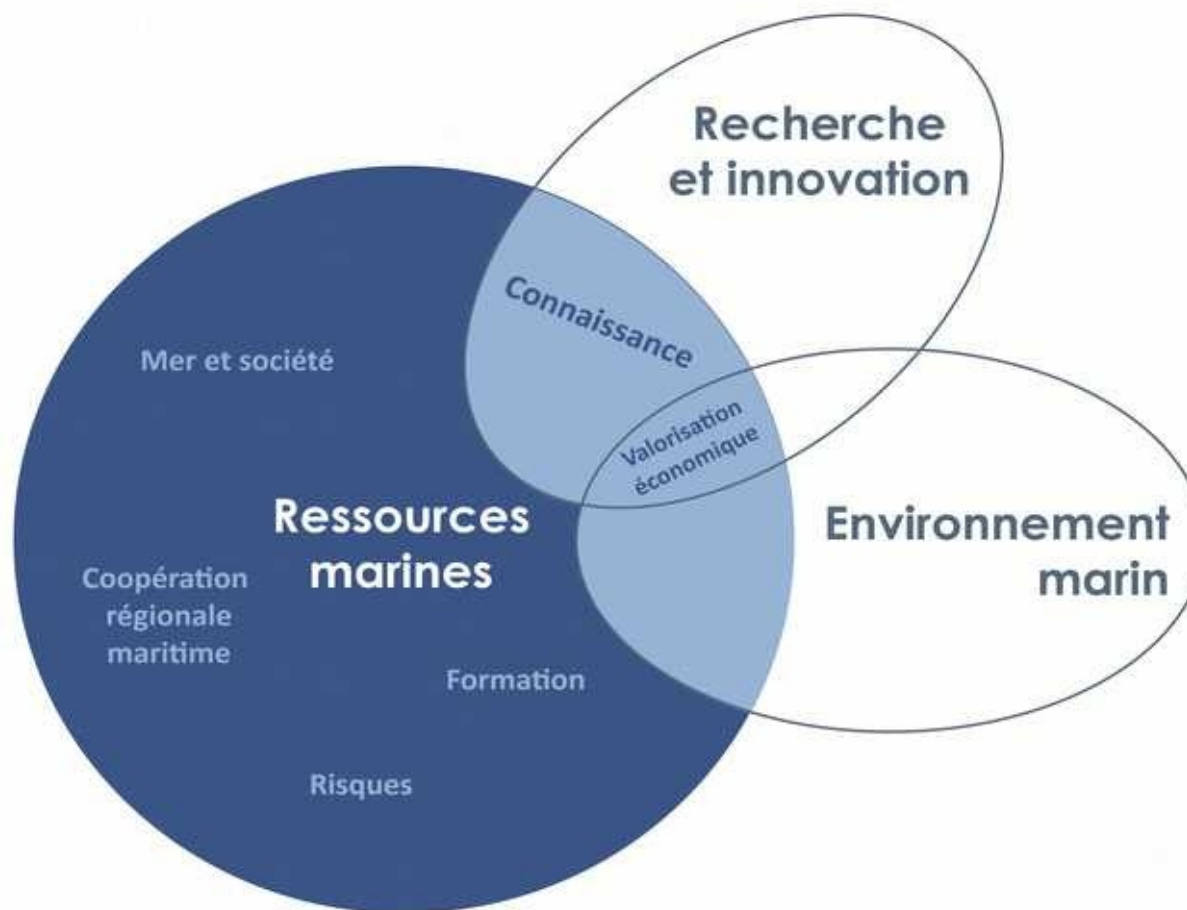 Recherche
et innovation
Connaissance
Mer et société
Valorisation
économique
Ressources
marines
Environnement
marin
Coopération
régionale
maritime
Formation
Risques